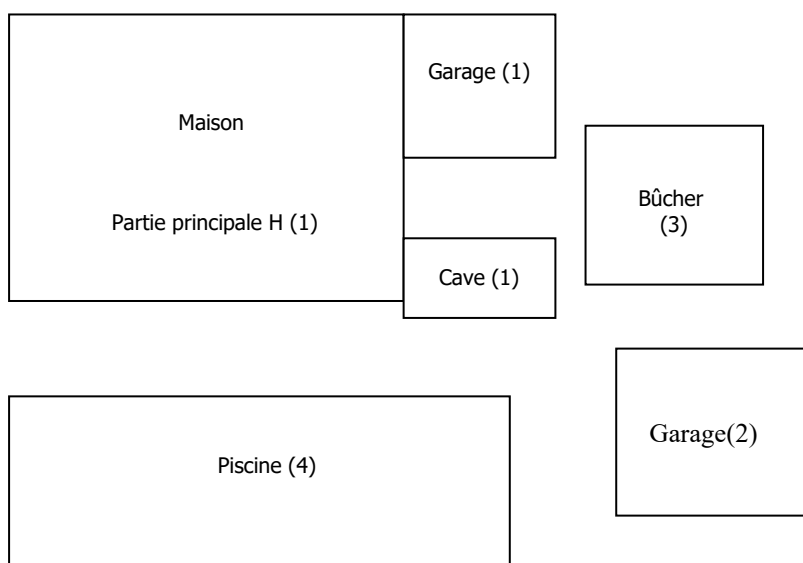 Garage (1)
Maison
Partie principale H (1)
Bûcher
(3)
Cave (1)
Garage(2)
Piscine (4)